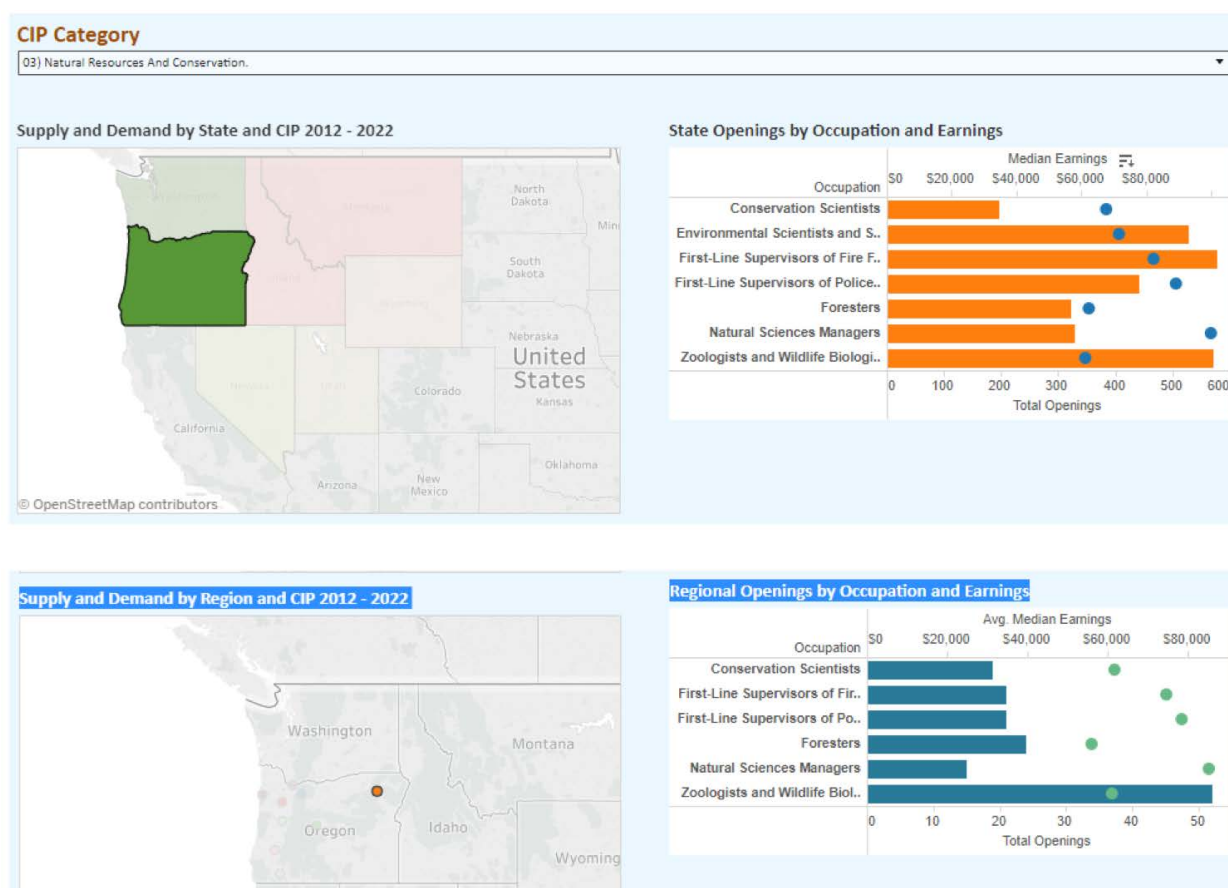 CIP Category
03) Natural Resources And Conservation.
Supply and Demand by State and CIP 2012 - 2022
North
Dakota
South
Dakota
Nebraska
United
States
Kansas
Colorado
California
Oklahoma
Arizona
New
Mexico
© OpenStreetMap contributors
State Openings by Occupation and Earnings
Median Earnings
Occupation $0 $20,000 $40,000 $60,000 $80,000
Conservation Scientists
Environmental Scientists and S..
First-Line Supervisors of Fire F..
First-Line Supervisors of Police..
Foresters
Natural Sciences Managers
Zoologists and Wildlife Biologi..
0 100 200 300 400 500 600
Total Openings
Supply and Demand by Region and CIP 2012 - 2022
Washington
Montana
Oregon
Idaho
Wyoming
Regional Openings by Occupation and Earnings
Avg. Median Earnings
Occupation $0 $20,000 $40,000 $60,000 $80,000
Conservation Scientists
First-Line Supervisors of Fir..
First-Line Supervisors of Po..
Foresters
Natural Sciences Managers
Zoologists and Wildlife Biol..
0 10 20 30 40 50
Total Openings